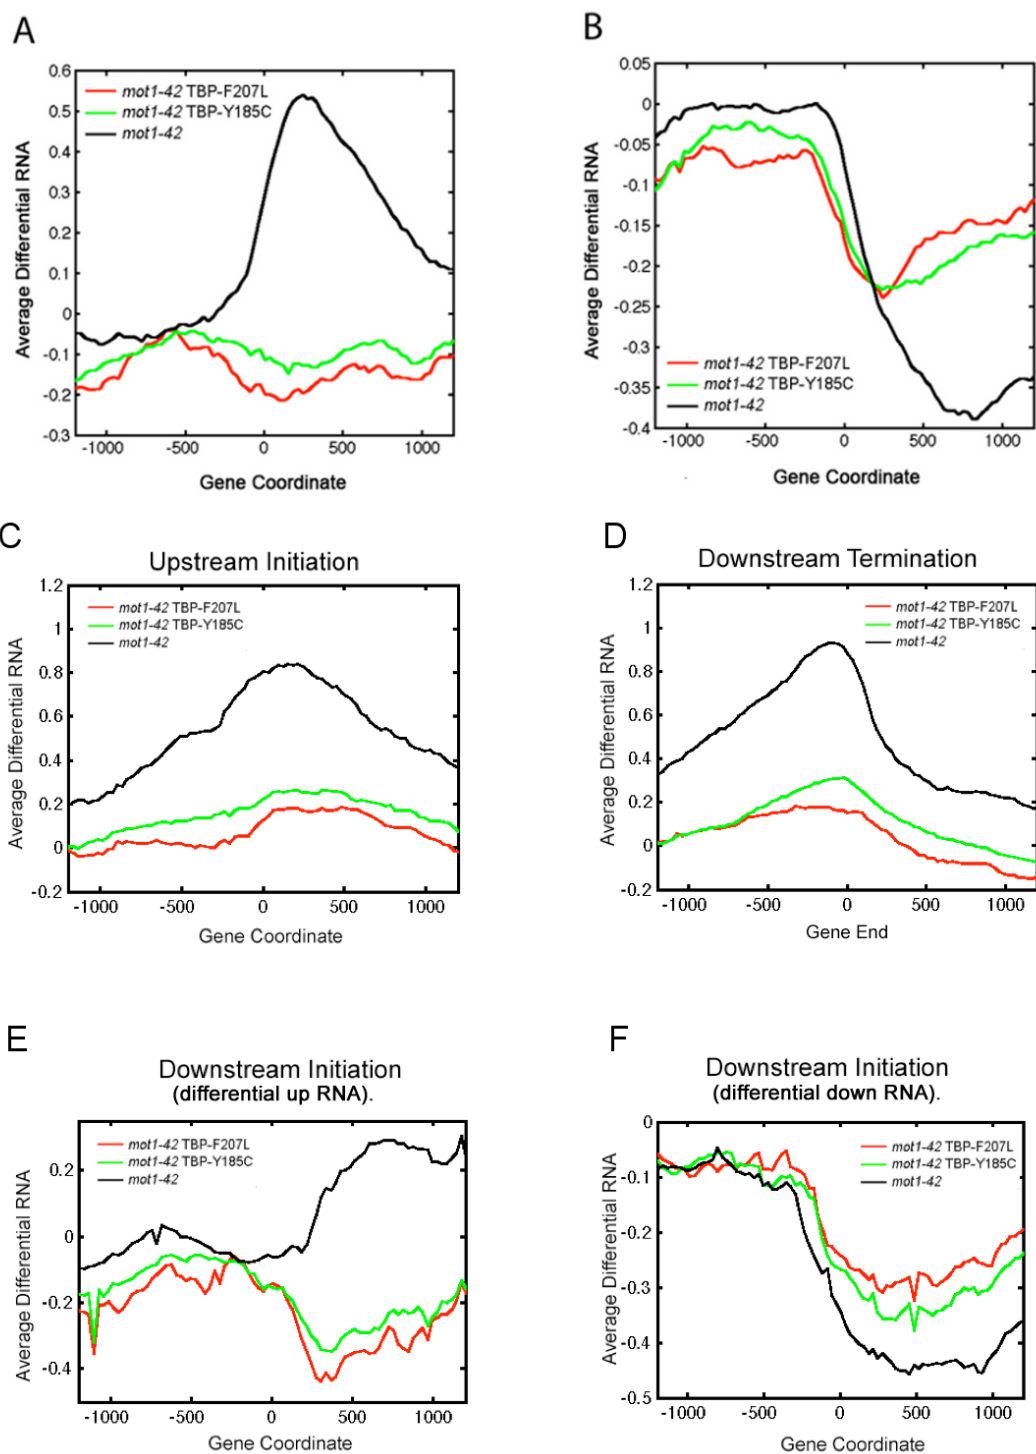 A
0.6
0.5
0.4
0.3
0.2
0.1
0
-0.1
-0.2
-0.3
Average Differential RNA
mot1-42 TBP-F207L
mot1-42 TBP-Y185C
mot1-42
-1000 -500 0 500 1000
Gene Coordinate
B
0.05
0
-0.05
-0.1
-0.15
-0.2
-0.25
-0.3
-0.35
-0.4
Average Differential RNA
mot1-42 TBP-F207L
mot1-42 TBP-Y185C
mot1-42
-1000 -500 0 500 1000
Gene Coordinate
C
Upstream Initiation
1.2
1
0.8
0.6
0.4
0.2
0
-0.2
Average Differential RNA
mot1-42 TBP-F207L
mot1-42 TBP-Y185C
mot1-42
-1000 -500 0 500 1000
Gene Coordinate
D
Downstream Termination
1.2
1
0.8
0.6
0.4
0.2
0
-0.2
Average Differential RNA
mot1-42 TBP-F207L
mot1-42 TBP-Y185C
mot1-42
-1000 -500 0 500 1000
Gene End
E
Downstream Initiation
(differential up RNA).
0.2
0
-0.2
-0.4
Average Differential RNA
mot1-42 TBP-F207L
mot1-42 TBP-Y185C
mot1-42
-1000 -500 0 500 1000
Gene Coordinate
F
Downstream Initiation
(differential down RNA).
0
-0.1
-0.2
-0.3
-0.4
-0.5
Average Differential RNA
mot1-42 TBP-F207L
mot1-42 TBP-Y185C
mot1-42
-1000 -500 0 500 1000
Gene Coordinate